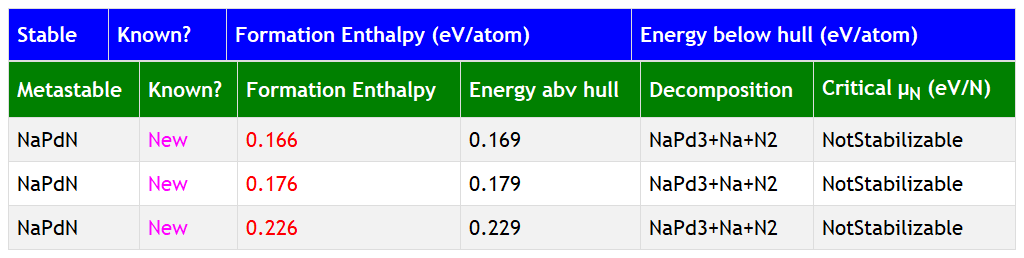 Stable Known? Formation Enthalpy (eV/atom) Energy below hull (eV/atom)
Metastable Known? Formation Enthalpy Energy abv hull Decomposition Critical μN (eV/N)
NaPdN New 0.166 0.169 NaPd3+Na+N2 NotStabilizable
NaPdN New 0.176 0.179 NaPd3+Na+N2 NotStabilizable
NaPdN New 0.226 0.229 NaPd3+Na+N2 NotStabilizable